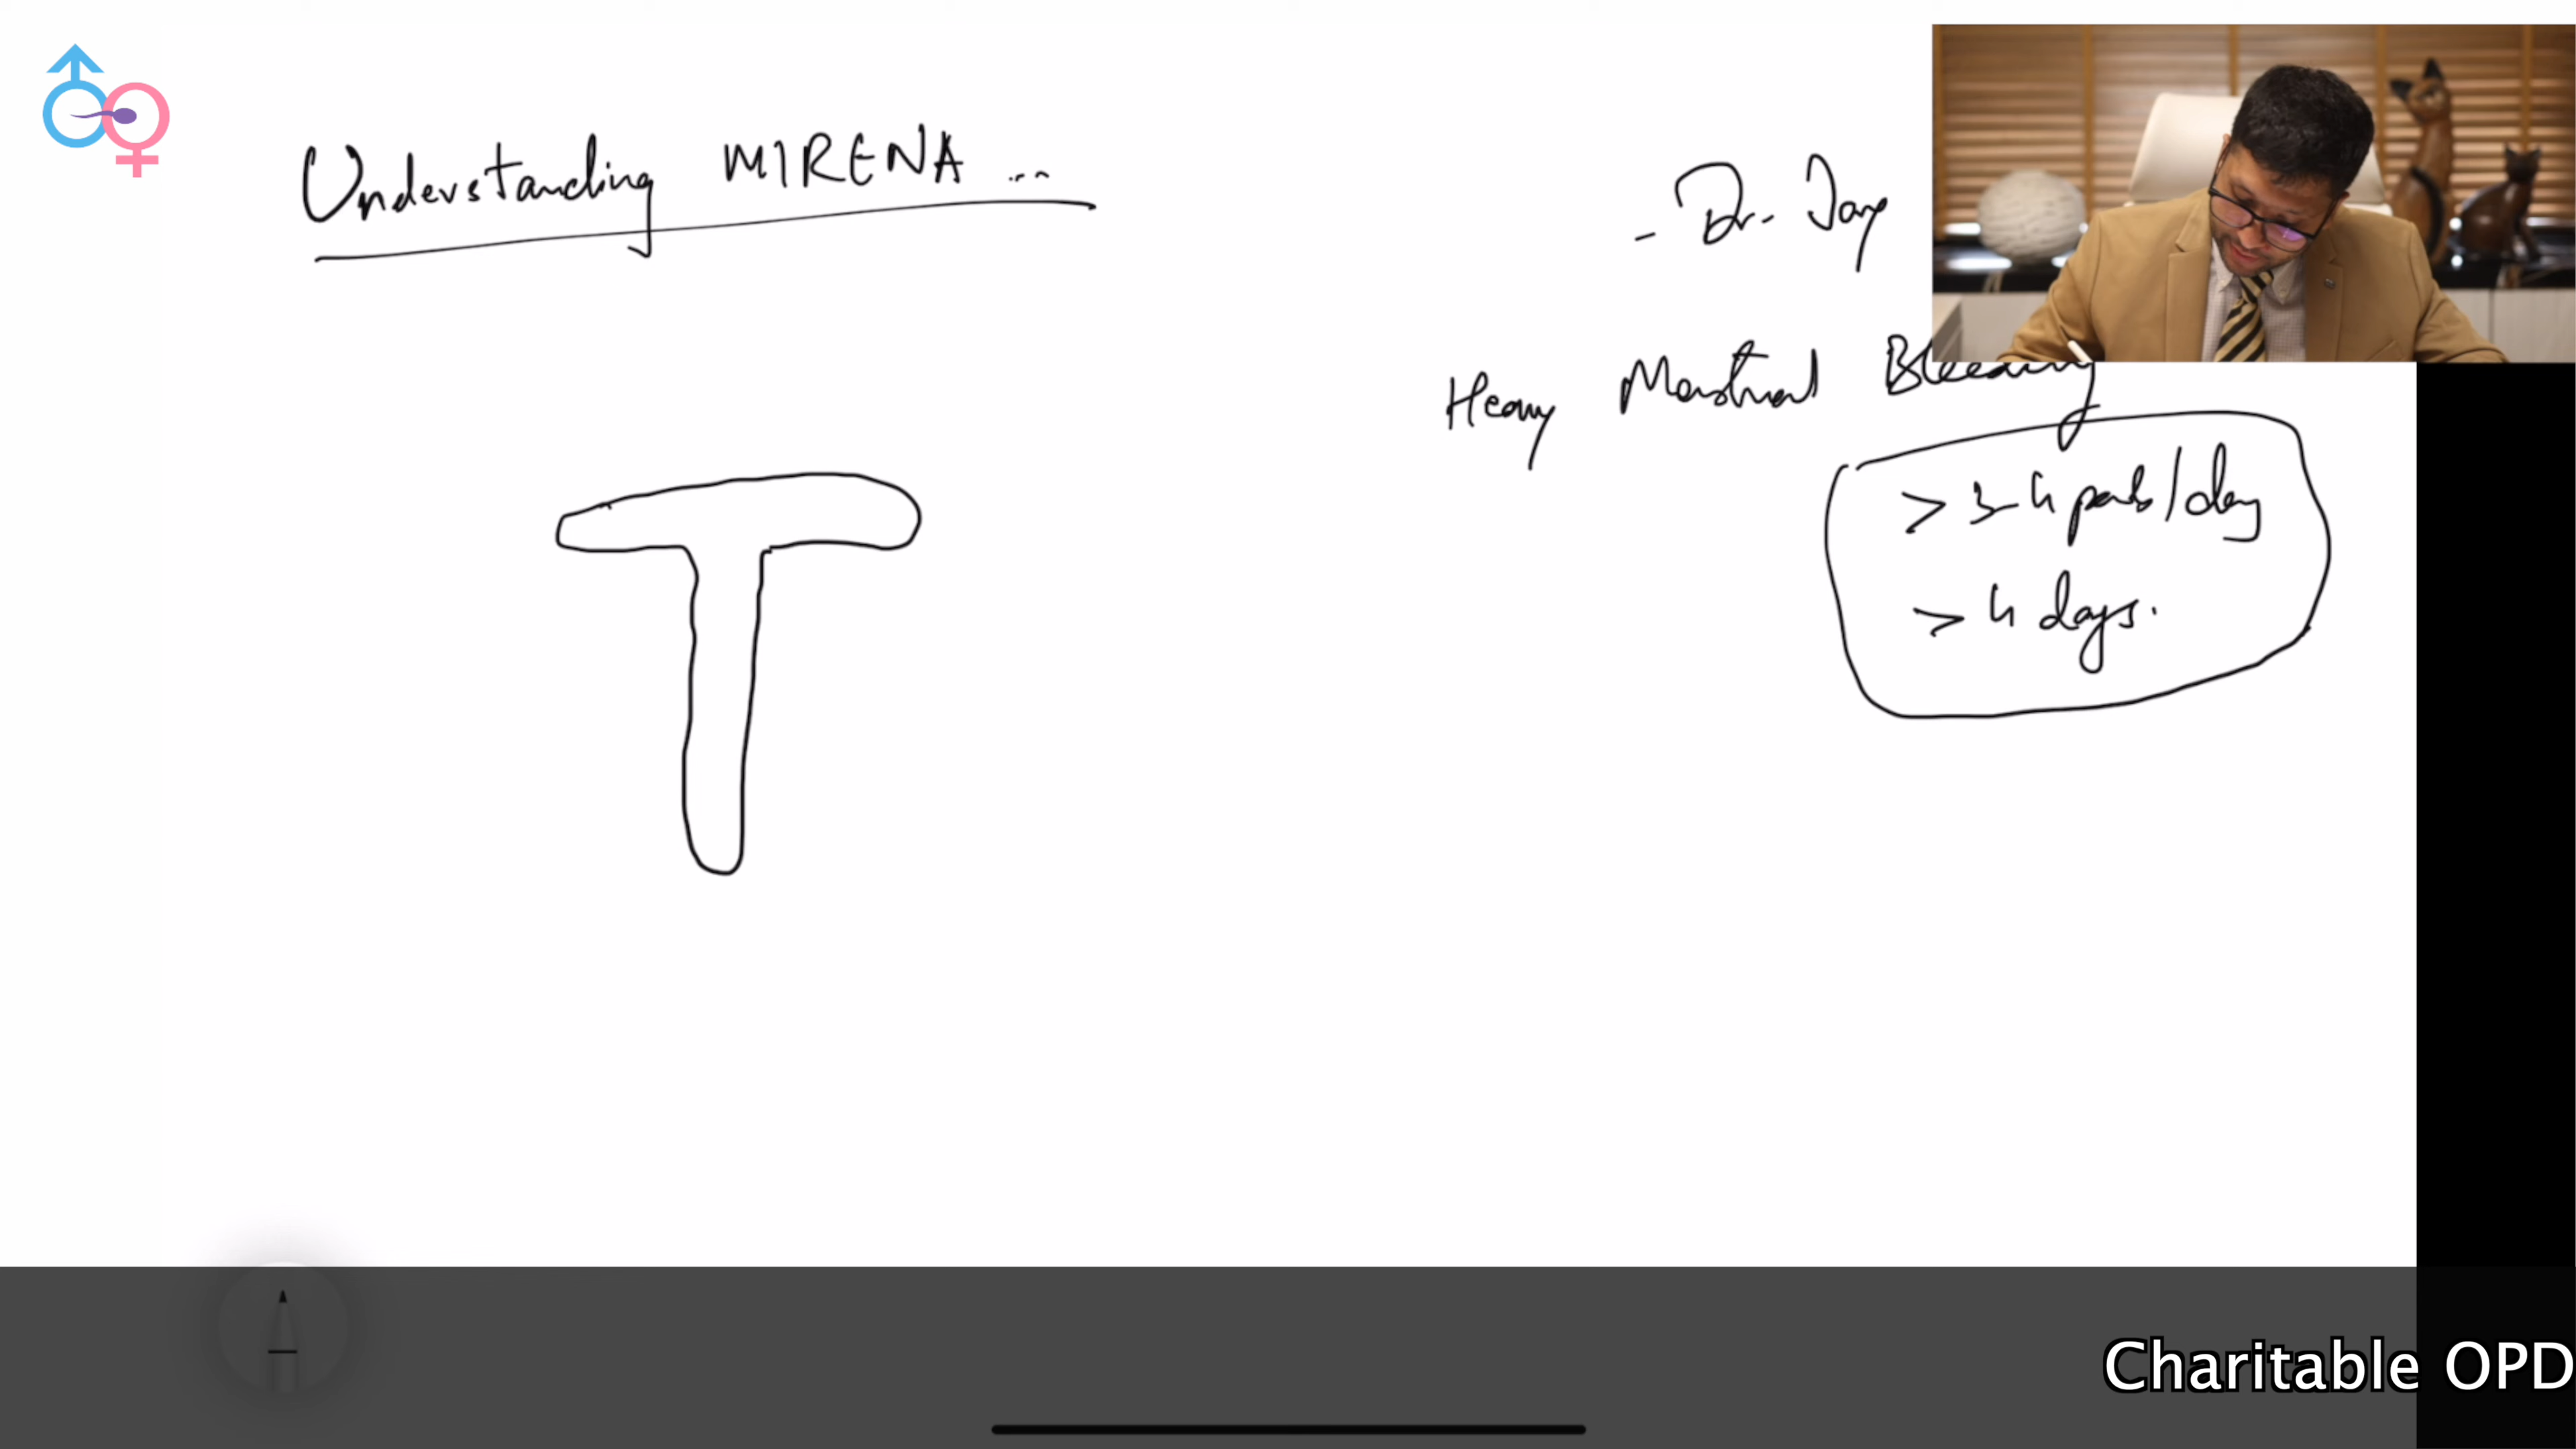 Understanding MIRENA ...
- Dr. Jay
Heavy Menstrual Bleeding
> 3-4 pads/day
> 4 days.
Charitable OPD